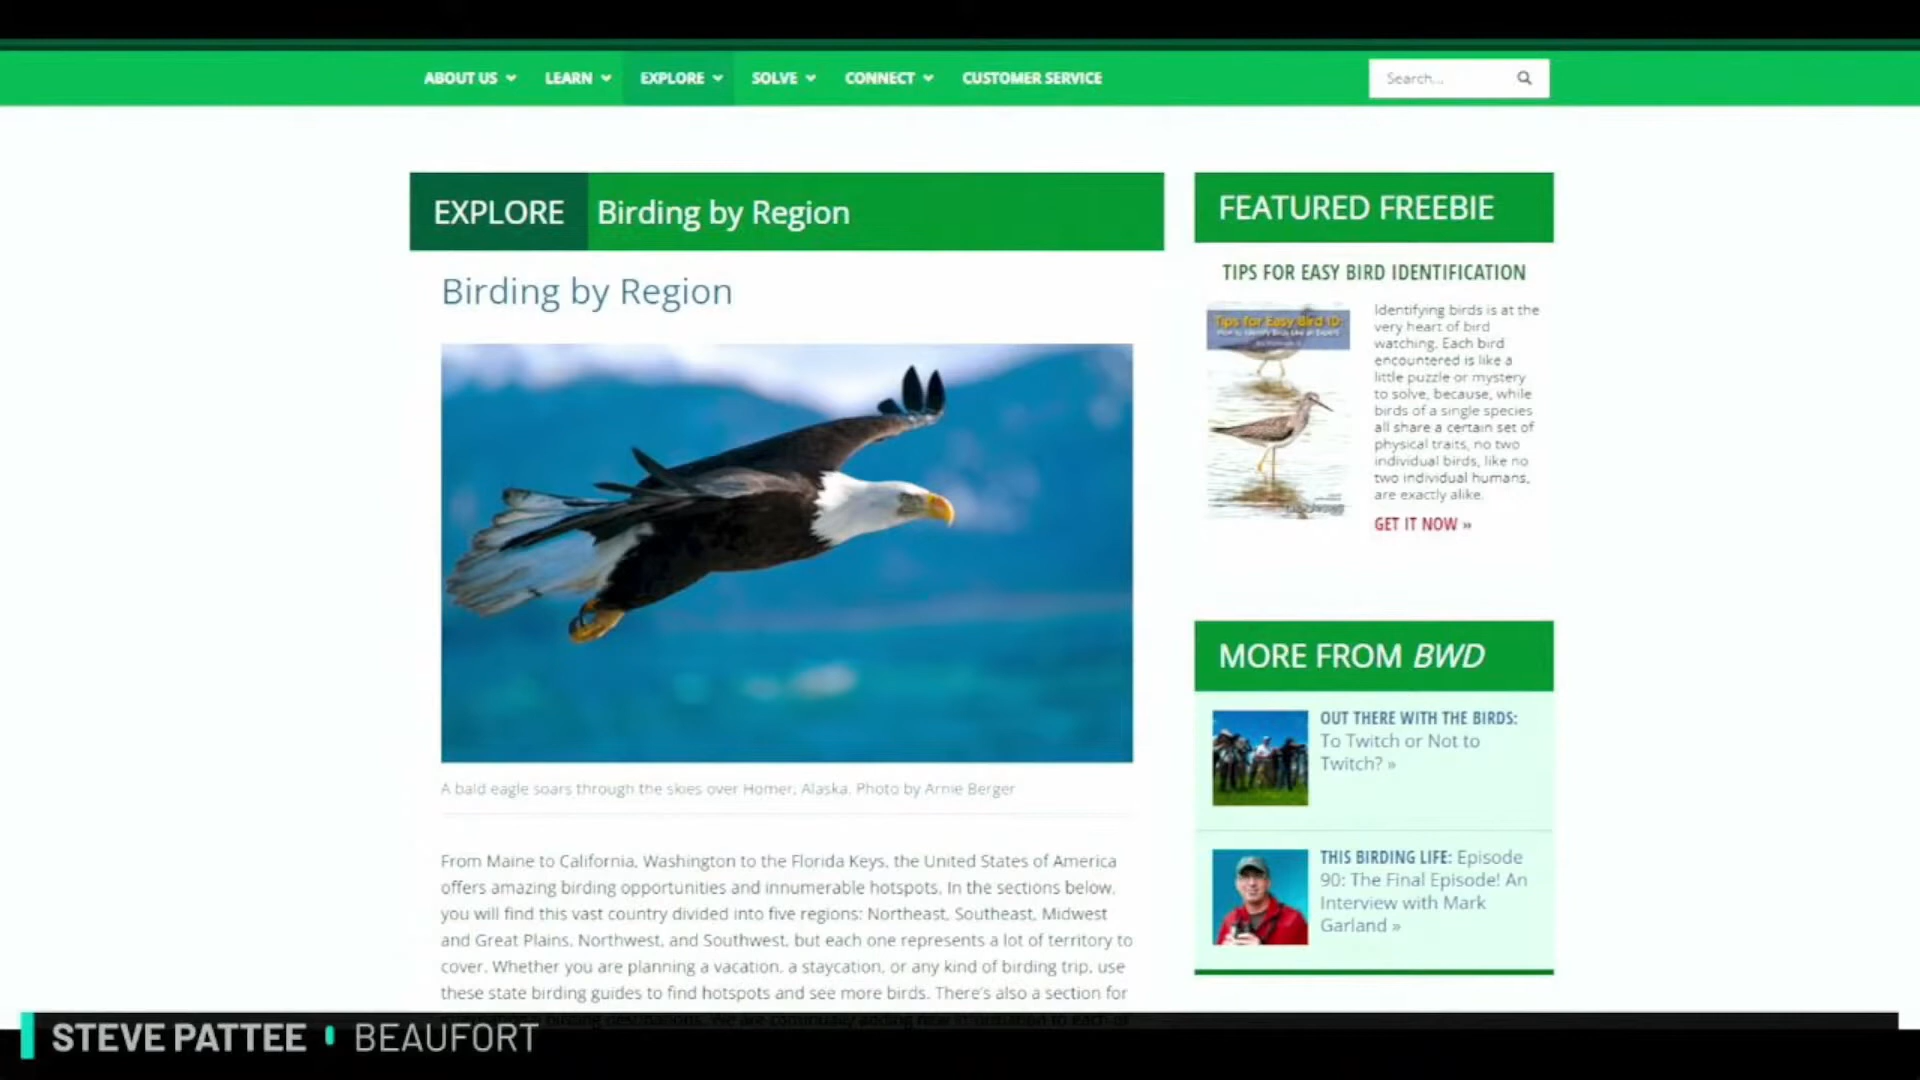 ABOUT US LEARN EXPLORE SOLVE CONNECT CUSTOMER SERVICE
Search...
EXPLORE Birding by Region
Birding by Region
A bald eagle soars through the skies over Homer, Alaska. Photo by Arnie Berger
From Maine to California, Washington to the Florida Keys, the United States of America
offers amazing birding opportunities and innumerable hotspots. In the sections below,
you will find this vast country divided into five regions: Northeast, Southeast, Midwest
and Great Plains, Northwest, and Southwest, but each one represents a lot of territory to
cover. Whether you are planning a vacation, a staycation, or any kind of birding trip, use
these state birding guides to find hotspots and see more birds. There's also a section for
FEATURED FREEBIE
TIPS FOR EASY BIRD IDENTIFICATION
Tips for Easy Bird ID:
Identifying birds is at the
very heart of bird
watching. Each bird
encountered is like a
little puzzle or mystery
to solve, because, while
birds of a single species
all share a certain set of
physical traits, no two
individual birds, like no
two individual humans,
are exactly alike.
GET IT NOW »
MORE FROM BWD
OUT THERE WITH THE BIRDS:
To Twitch or Not to
Twitch? »
THIS BIRDING LIFE: Episode
90: The Final Episode! An
Interview with Mark
Garland »
STEVE PATTEE BEAUFORT